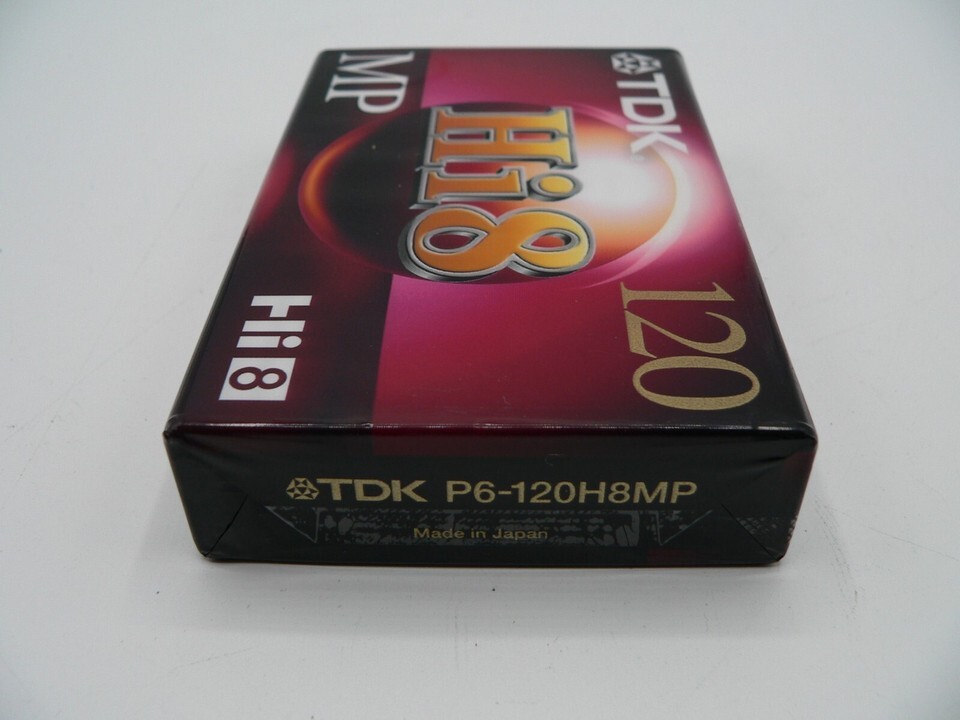 TDK
MP
Hi8
120
Hi8
TDK P6-120H8MP
Made in Japan